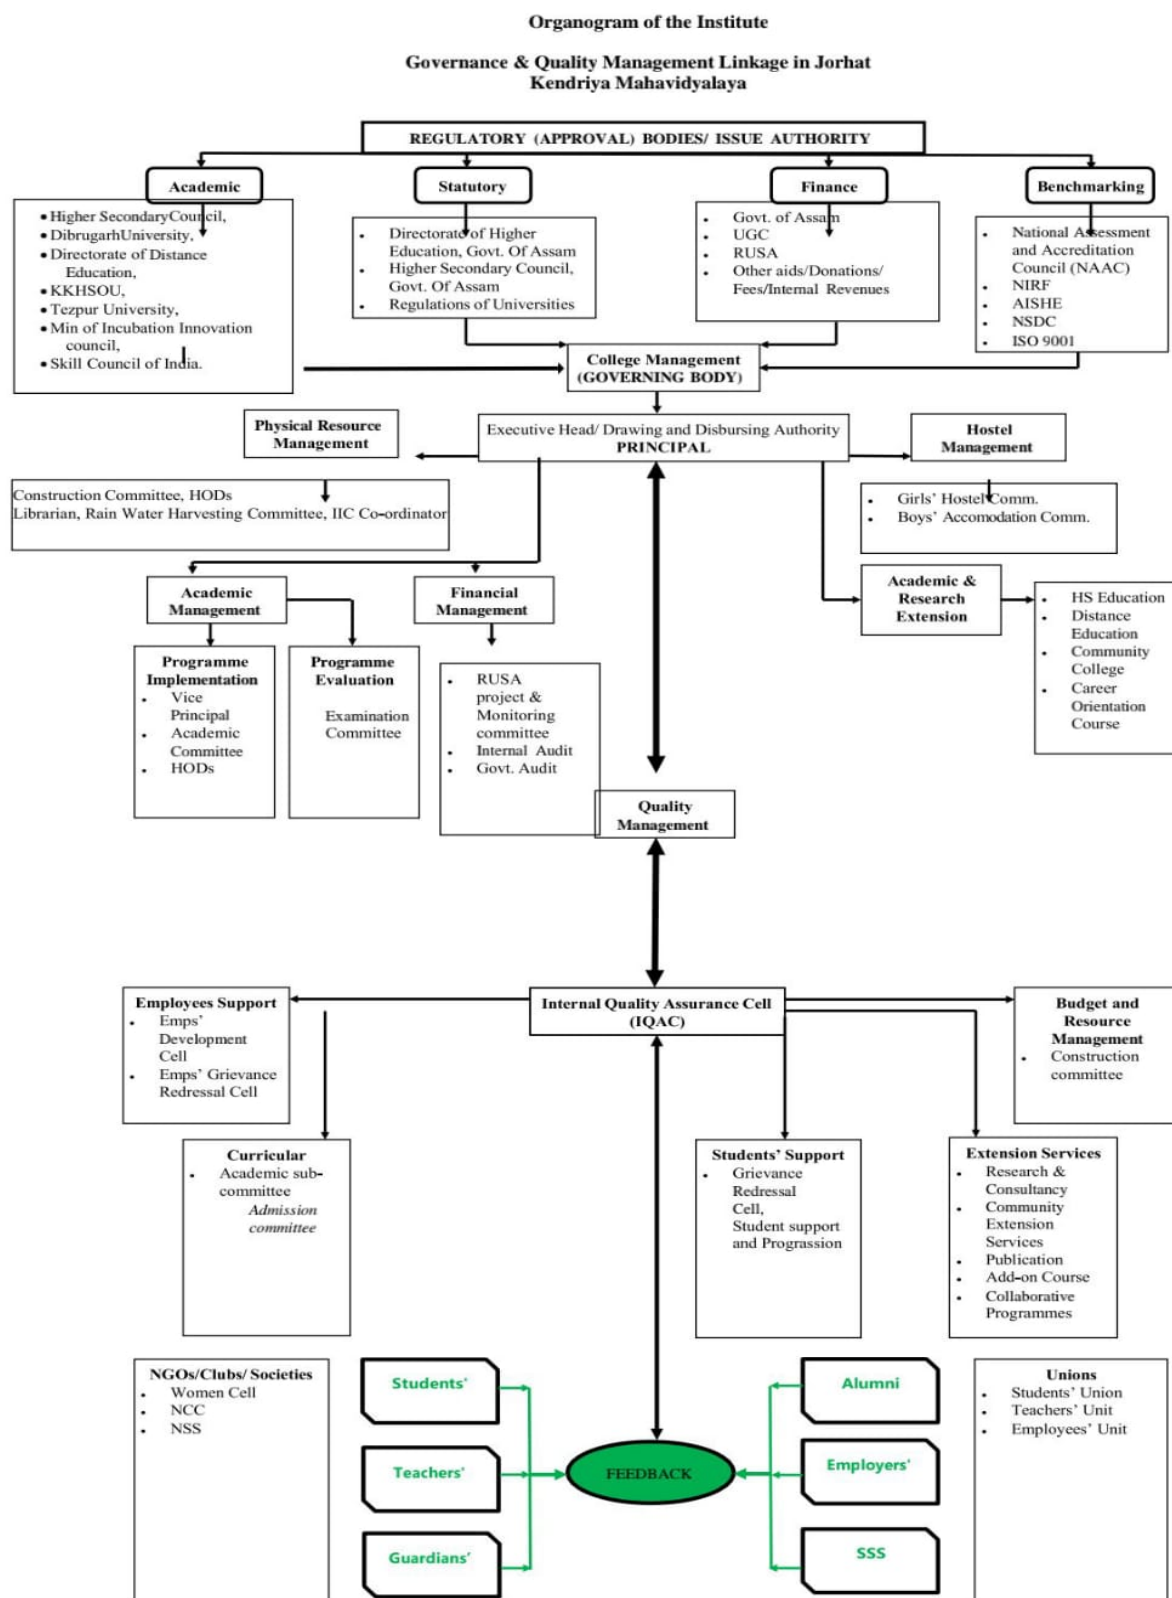 Organogram of the Institute
Governance & Quality Management Linkage in Jorhat
Kendriya Mahavidyalaya
REGULATORY (APPROVAL) BODIES/ ISSUE AUTHORITY
Academic
• Higher SecondaryCouncil,
• DibrugarhUniversity,
• Directorate of Distance
Education,
• KKHSOU,
• Tezpur University,
• Min of Incubation Innovation
council,
• Skill Council of India.
Statutory
• Directorate of Higher
Education, Govt. Of Assam
• Higher Secondary Council,
Govt. Of Assam
• Regulations of Universities
Finance
• Govt. of Assam
• UGC
• RUSA
• Other aids/Donations/
Fees/Internal Revenues
Benchmarking
• National Assessment
and Accreditation
Council (NAAC)
• NIRF
• AISHE
• NSDC
• ISO 9001
College Management
(GOVERNING BODY)
Executive Head/ Drawing and Disbursing Authority
PRINCIPAL
Physical Resource
Management
Construction Committee, HODs
Librarian, Rain Water Harvesting Committee, IIC Co-ordinator
Hostel
Management
• Girls' Hostel Comm.
• Boys' Accomodation Comm.
Academic
Management
Financial
Management
Academic &
Research
Extension
• HS Education
• Distance
Education
• Community
College
• Career
Orientation
Course
Programme
Implementation
• Vice
Principal
• Academic
Committee
• HODs
Programme
Evaluation
Examination
Committee
• RUSA
project &
Monitoring
committee
• Internal Audit
• Govt. Audit
Quality
Management
Internal Quality Assurance Cell
(IQAC)
Employees Support
• Emps'
Development
Cell
• Emps' Grievance
Redressal Cell
Budget and
Resource
Management
• Construction
committee
Curricular
• Academic sub-
committee
Admission
committee
Students' Support
• Grievance
Redressal
Cell,
Student support
and Prograssion
Extension Services
• Research &
Consultancy
• Community
Extension
Services
• Publication
• Add-on Course
• Collaborative
Programmes
NGOs/Clubs/ Societies
• Women Cell
• NCC
• NSS
Students'
Teachers'
Guardians'
FEEDBACK
Alumni
Employers'
SSS
Unions
• Students' Union
• Teachers' Unit
• Employees' Unit